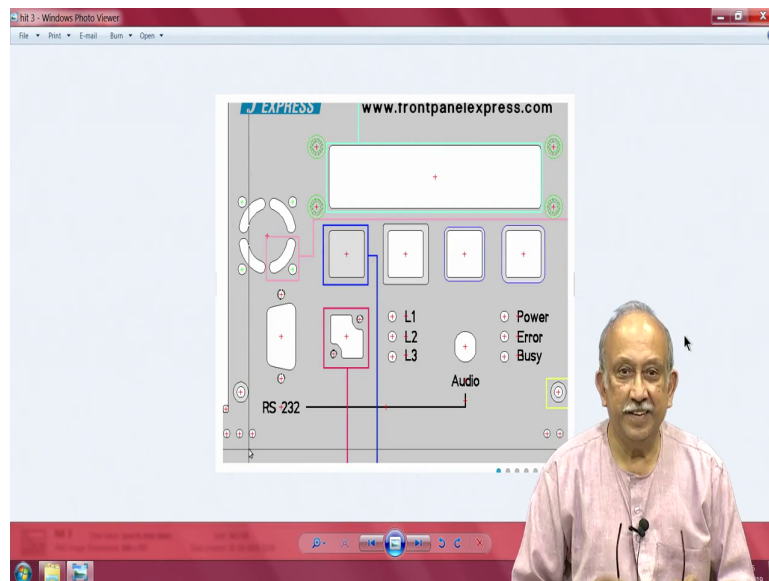 hit 3 - Windows Photo Viewer
File Print E-mail Burn Open
EXPRESS www.frontpanelexpress.com
L1 Power
L2 Error
L3 Busy
Audio
RS 232